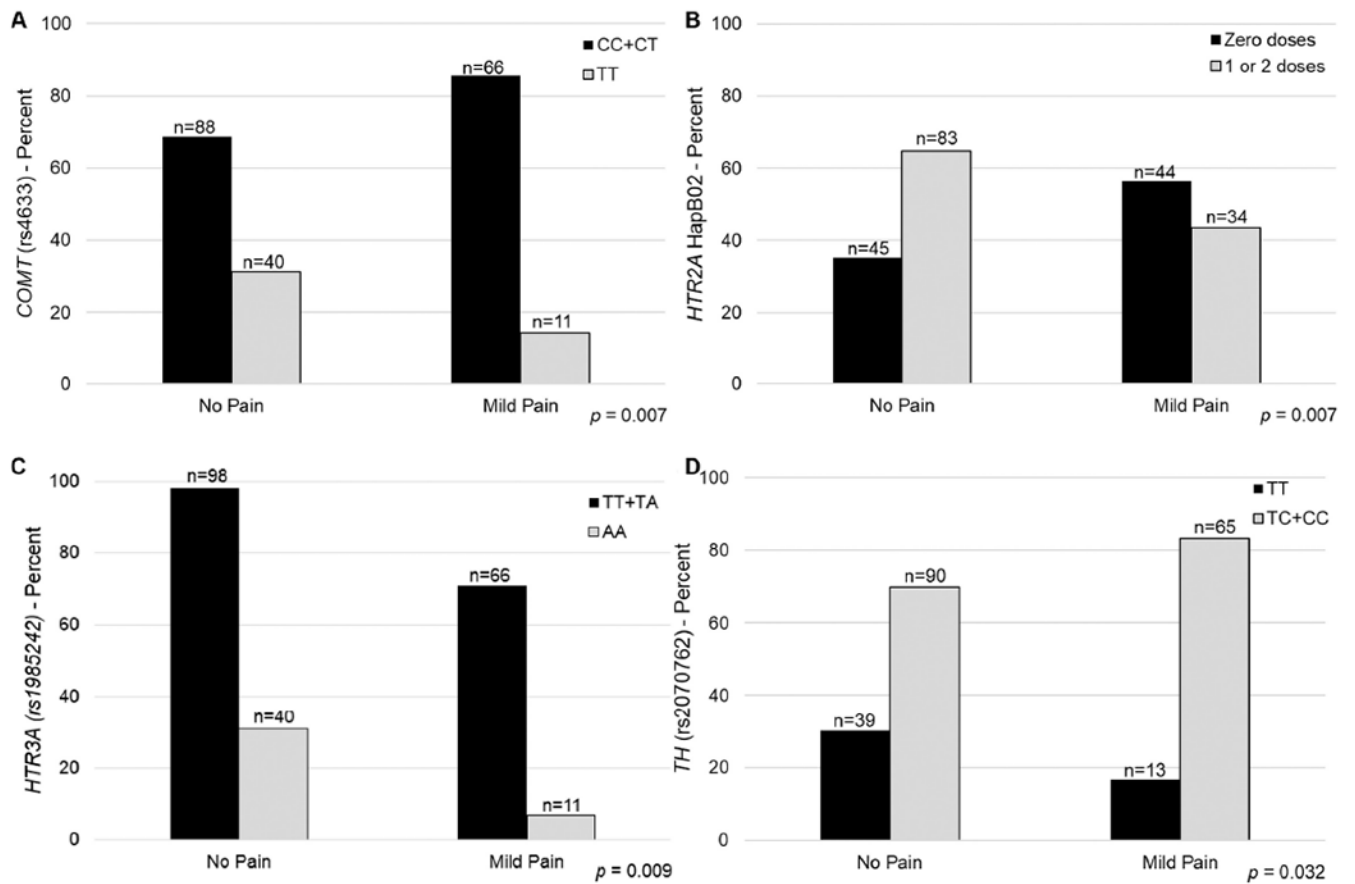 A
COMT (rs4633) - Percent
100
80
60
40
20
0
CC+CT
TT
n=88
n=40
n=66
n=11
No Pain
Mild Pain
p = 0.007
B
HTR2A HapB02 - Percent
100
80
60
40
20
0
Zero doses
1 or 2 doses
n=45
n=83
n=44
n=34
No Pain
Mild Pain
p = 0.007
C
HTR3A (rs1985242) - Percent
100
80
60
40
20
0
TT+TA
AA
n=98
n=40
n=66
n=11
No Pain
Mild Pain
p = 0.009
D
TH (rs2070762) - Percent
100
80
60
40
20
0
TT
TC+CC
n=39
n=90
n=13
n=65
No Pain
Mild Pain
p = 0.032